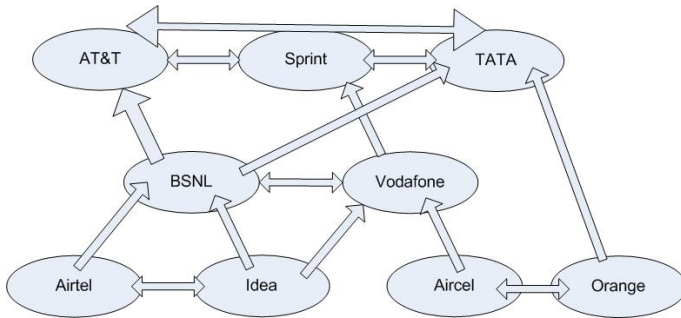 AT&T
Sprint
TATA
BSNL
Vodafone
Airtel
Idea
Aircel
Orange